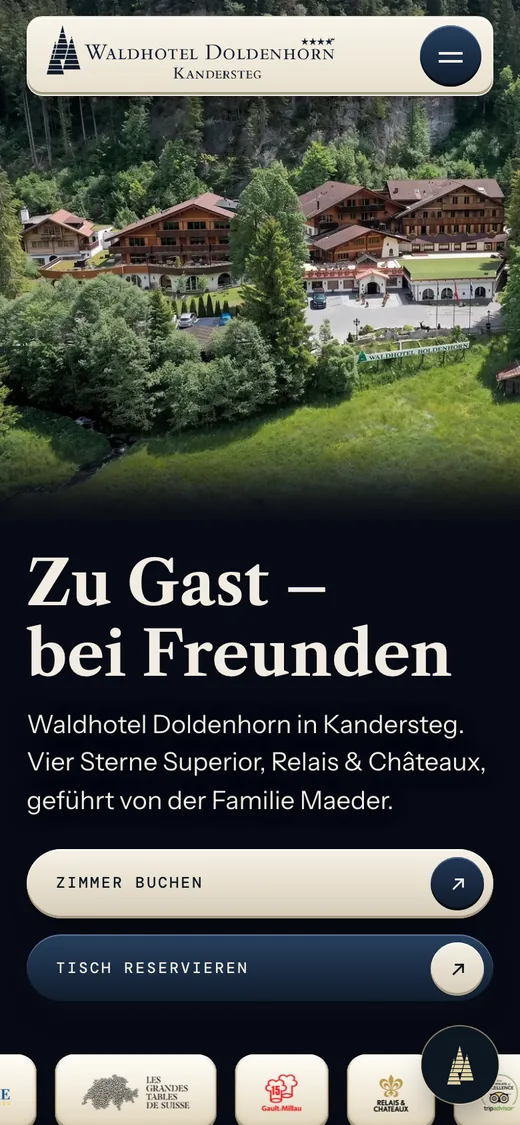 ★★★★
WALDHOTEL DOLDENHORN
KANDERSTEG
WALDHOTEL DOLDENHORN
Zu Gast –
bei Freunden
Waldhotel Doldenhorn in Kandersteg.
Vier Sterne Superior, Relais & Châteaux,
geführt von der Familie Maeder.
ZIMMER BUCHEN
TISCH RESERVIEREN
LES
GRANDES
TABLES
DE SUISSE
15
Gault.Millau
RELAIS &
CHATEAUX
tripadvisor